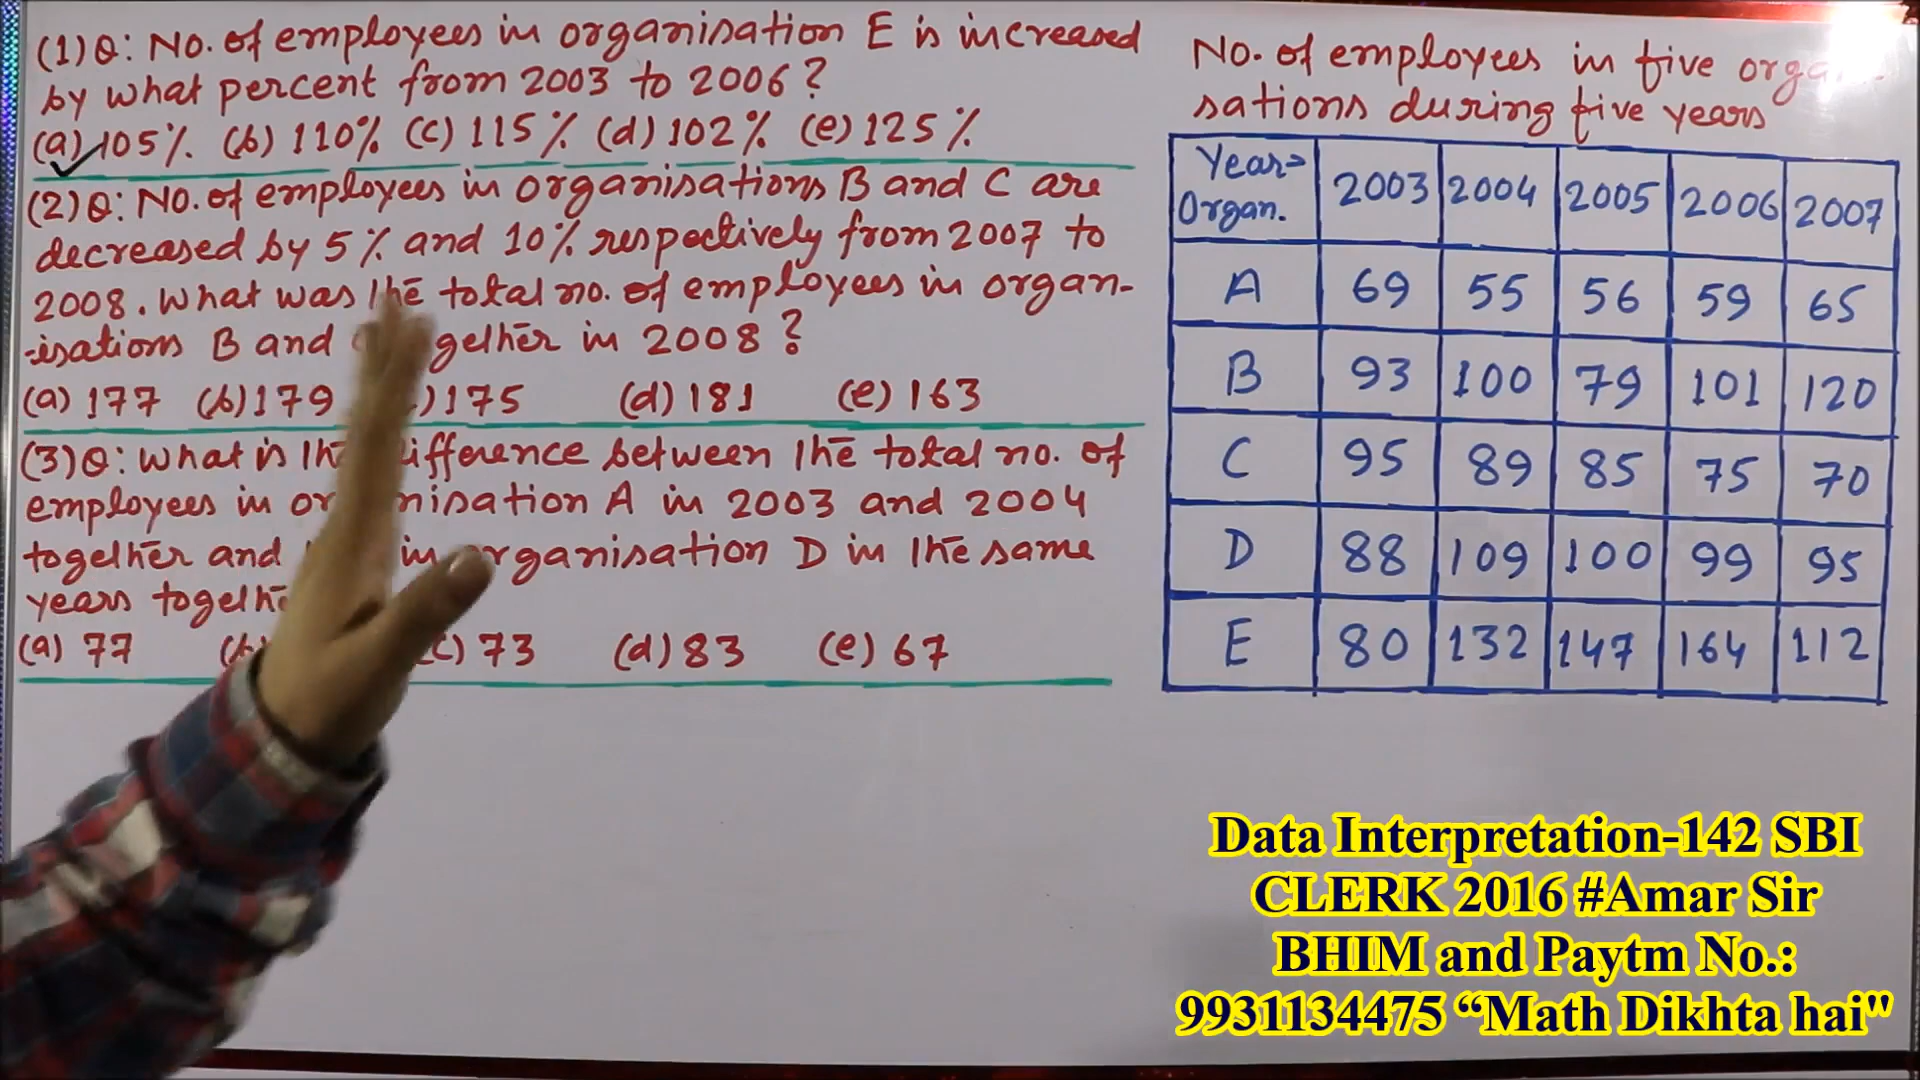 (1)Q: No. of employees in organisation E is increased
by what percent from 2003 to 2006?
(a) 105% (b) 110% (c) 115% (d) 102% (e) 125%
(2)Q: No. of employees in organisations B and C are
decreased by 5% and 10% respectively from 2007 to
2008. What was the total no. of employees in organ-
-isations B and together in 2008?
(a) 177 (b) 179 175 (d) 181 (e) 163
(3)Q: What is the difference between the total no. of
employees in organisation A in 2003 and 2004
together and in organisation D in the same
years
(a) 77 (c) 73 (d) 83 (e) 67
No. of employees in five
sations during five years
Year→ 2003 2004 2005 2006 2007
Organ.
A 69 55 56 59 65
B 93 100 79 101 120
C 95 89 85 75 70
D 88 109 100 99 95
E 80 132 147 164 112
Data Interpretation-142 SBI
CLERK 2016 #Amar Sir
BHIM and Paytm No.:
9931134475 “Math Dikhta hai"